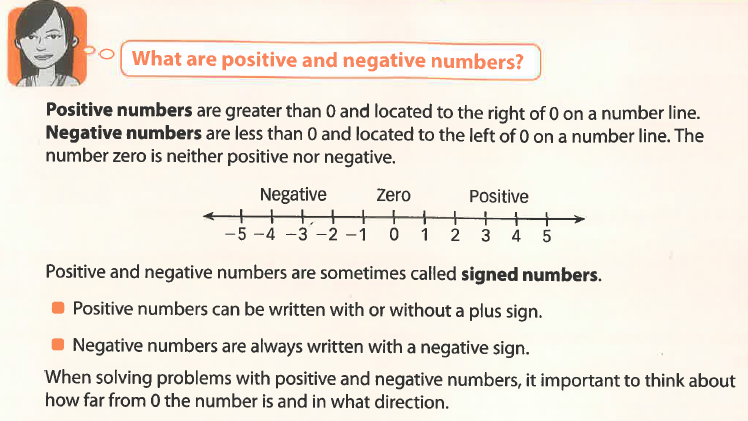 What are positive and negative numbers?
Positive numbers are greater than 0 and located to the right of 0 on a number line.
Negative numbers are less than 0 and located to the left of 0 on a number line. The
number zero is neither positive nor negative.
Negative Zero Positive
−5 −4 −3 −2 −1 0 1 2 3 4 5
Positive and negative numbers are sometimes called signed numbers.
Positive numbers can be written with or without a plus sign.
Negative numbers are always written with a negative sign.
When solving problems with positive and negative numbers, it important to think about
how far from 0 the number is and in what direction.